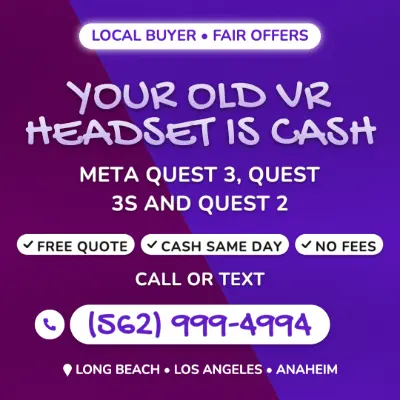 LOCAL BUYER • FAIR OFFERS
YOUR OLD VR
HEADSET IS CASH
META QUEST 3, QUEST
3S AND QUEST 2
✓ FREE QUOTE ✓ CASH SAME DAY ✓ NO FEES
CALL OR TEXT
(562) 999-4994
LONG BEACH • LOS ANGELES • ANAHEIM